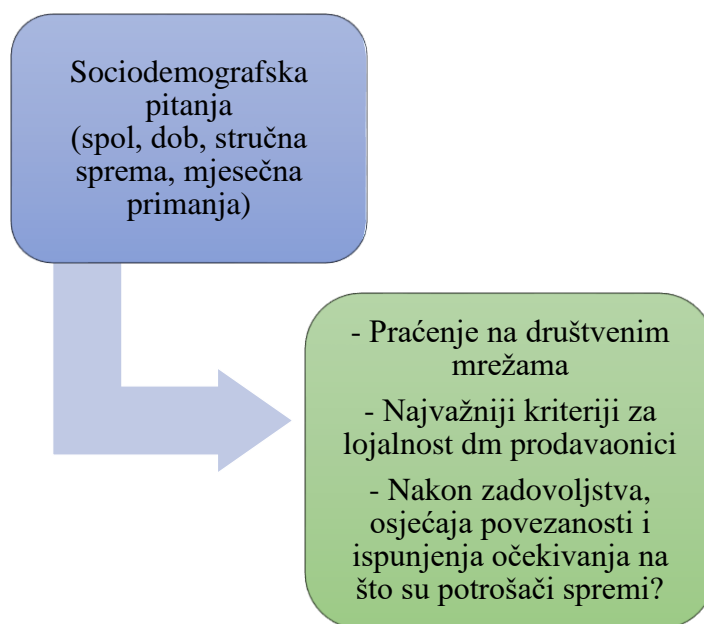 Sociodemografska
pitanja
(spol, dob, stručna
sprema, mjesečna
primanja)
- Praćenje na društvenim
mrežama
- Najvažniji kriteriji za
lojalnost dm prodavaonici
- Nakon zadovoljstva,
osjećaja povezanosti i
ispunjenja očekivanja na
što su potrošači spremi?